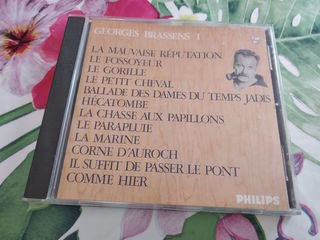 GEORGES BRASSENS I
LA MAUVAISE RÉPUTATION
LE FOSSOYEUR
LE GORILLE
LE PETIT CHEVAL
BALLADE DES DAMES DU TEMPS JADIS
HÉCATOMBE
LA CHASSE AUX PAPILLONS
LE PARAPLUIE
LA MARINE
CORNE D'AUROCH
IL SUFFIT DE PASSER LE PONT
COMME HIER
PHILIPS